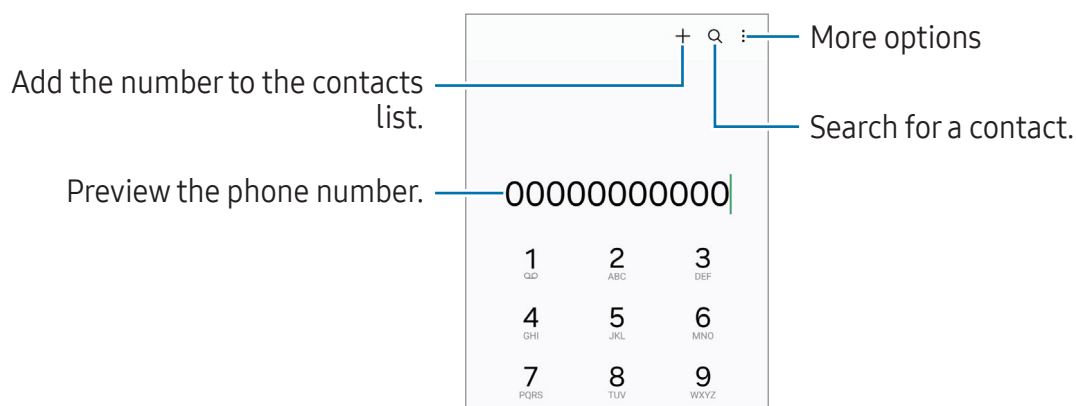 More options
Add the number to the contacts
list.
Search for a contact.
Preview the phone number.
00000000000
1 2 3
ABC DEF
4 5 6
GHI JKL MNO
7 8 9
PQRS TUV WXYZ